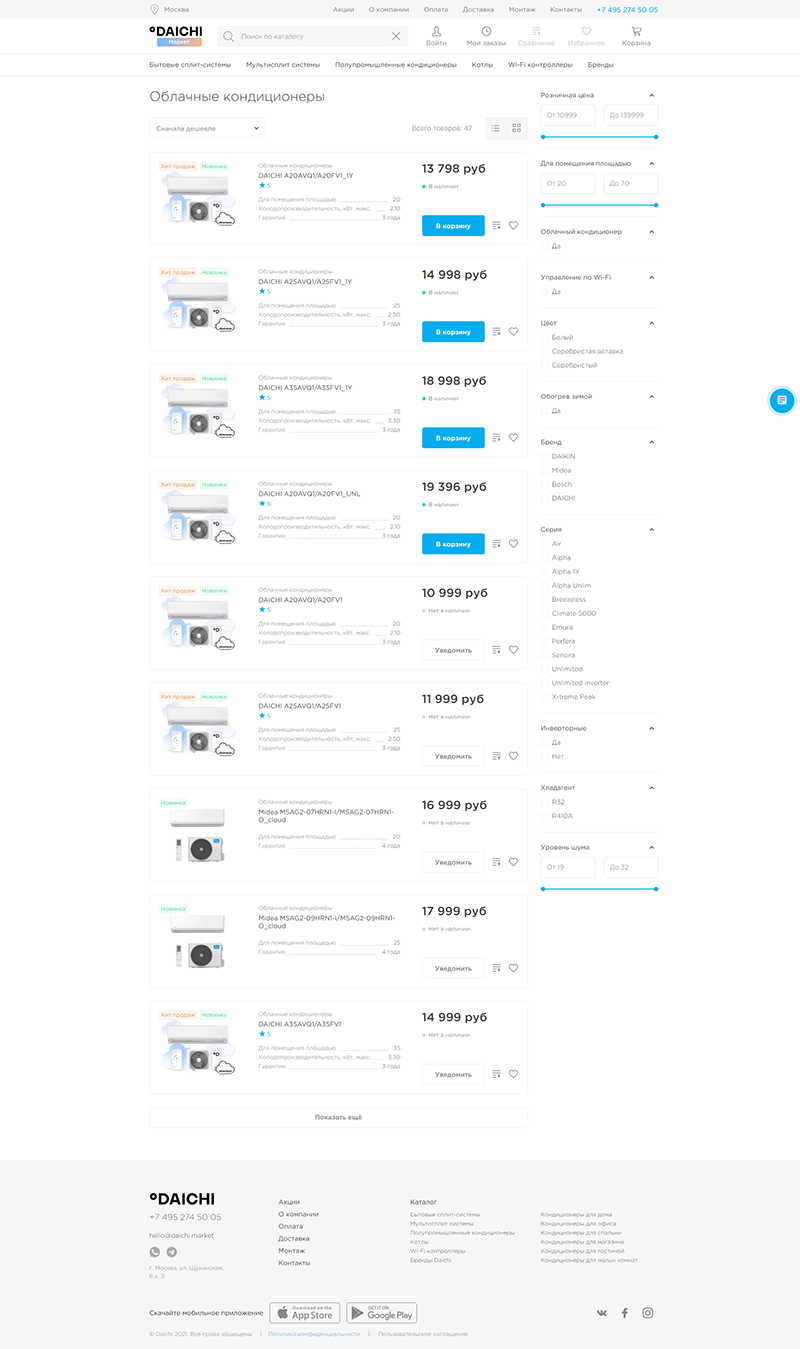 Москва
Акции О компании Оплата Доставка Монтаж Контакты +7 495 274 50 05
°DAICHI
Маркет
Поиск по каталогу
Войти Мои заказы Сравнение Избранное Корзина
Бытовые сплит-системы Мультисплит системы Полупромышленные кондиционеры Котлы Wi-Fi контроллеры Бренды
Облачные кондиционеры
Сначала дешевле
Всего товаров: 47
Хит продаж Новинка
Облачные кондиционеры
DAICHI A20AVQ1/A20FV1_1Y
5
Для помещения площадью 20
Холодопроизводительность, кВт, макс. 2.10
Гарантия 3 года
13 798 руб
В наличии
В корзину
Хит продаж Новинка
Облачные кондиционеры
DAICHI A25AVQ1/A25FV1_1Y
5
Для помещения площадью 25
Холодопроизводительность, кВт, макс. 2.50
Гарантия 3 года
14 998 руб
В наличии
В корзину
Хит продаж Новинка
Облачные кондиционеры
DAICHI A35AVQ1/A35FV1_1Y
5
Для помещения площадью 35
Холодопроизводительность, кВт, макс. 3.30
Гарантия 3 года
18 998 руб
В наличии
В корзину
Хит продаж Новинка
Облачные кондиционеры
DAICHI A20AVQ1/A20FV1_UNL
5
Для помещения площадью 20
Холодопроизводительность, кВт, макс. 2.10
Гарантия 3 года
19 396 руб
В наличии
В корзину
Хит продаж Новинка
Облачные кондиционеры
DAICHI A20AVQ1/A20FV1
5
Для помещения площадью 20
Холодопроизводительность, кВт, макс. 2.10
Гарантия 3 года
10 999 руб
Нет в наличии
Уведомить
Хит продаж Новинка
Облачные кондиционеры
DAICHI A25AVQ1/A25FV1
5
Для помещения площадью 25
Холодопроизводительность, кВт, макс. 2.50
Гарантия 3 года
11 999 руб
Нет в наличии
Уведомить
Новинка
Облачные кондиционеры
Midea MSAG2-07HRN1-I/MSAG2-07HRN1-
O_cloud
Для помещения площадью 20
Гарантия 4 года
16 999 руб
Нет в наличии
Уведомить
Новинка
Облачные кондиционеры
Midea MSAG2-09HRN1-I/MSAG2-09HRN1-
O_cloud
Для помещения площадью 25
Гарантия 4 года
17 999 руб
Нет в наличии
Уведомить
Хит продаж Новинка
Облачные кондиционеры
DAICHI A35AVQ1/A35FV1
5
Для помещения площадью 35
Холодопроизводительность, кВт, макс. 3.30
Гарантия 3 года
14 999 руб
Нет в наличии
Уведомить
Показать ещё
Розничная цена
От 10999 До 139999
Для помещения площадью
От 20 До 70
Облачный кондиционер
Да
Управление по Wi-Fi
Да
Цвет
Белый
Серебристая вставка
Серебристый
Обогрев зимой
Да
Бренд
DAIKIN
Midea
Bosch
DAICHI
Серия
Air
Alpha
Alpha 1Y
Alpha Unlim
Breezeless
Climate 5000
Emura
Perfera
Sensira
Unlimited
Unlimited invertor
X-treme Peak
Инверторные
Да
Нет
Хладагент
R32
R410A
Уровень шума
От 19 До 32
°DAICHI
+7 495 274 50 05
hello@daichi.market
г. Москва, ул. Щукинская,
6 к. 3
Акции
О компании
Оплата
Доставка
Монтаж
Контакты
Каталог
Бытовые сплит-системы
Мультисплит системы
Полупромышленные кондиционеры
Котлы
Wi-Fi контроллеры
Бренды Daichi
Кондиционеры для дома
Кондиционеры для офиса
Кондиционеры для спальни
Кондиционеры для магазина
Кондиционеры для гостиной
Кондиционеры для малых комнат
Скачайте мобильное приложение
Download on the
App Store
GET IT ON
Google Play
© Daichi 2021. Все права защищены | Политика конфиденциальности | Пользовательское соглашение